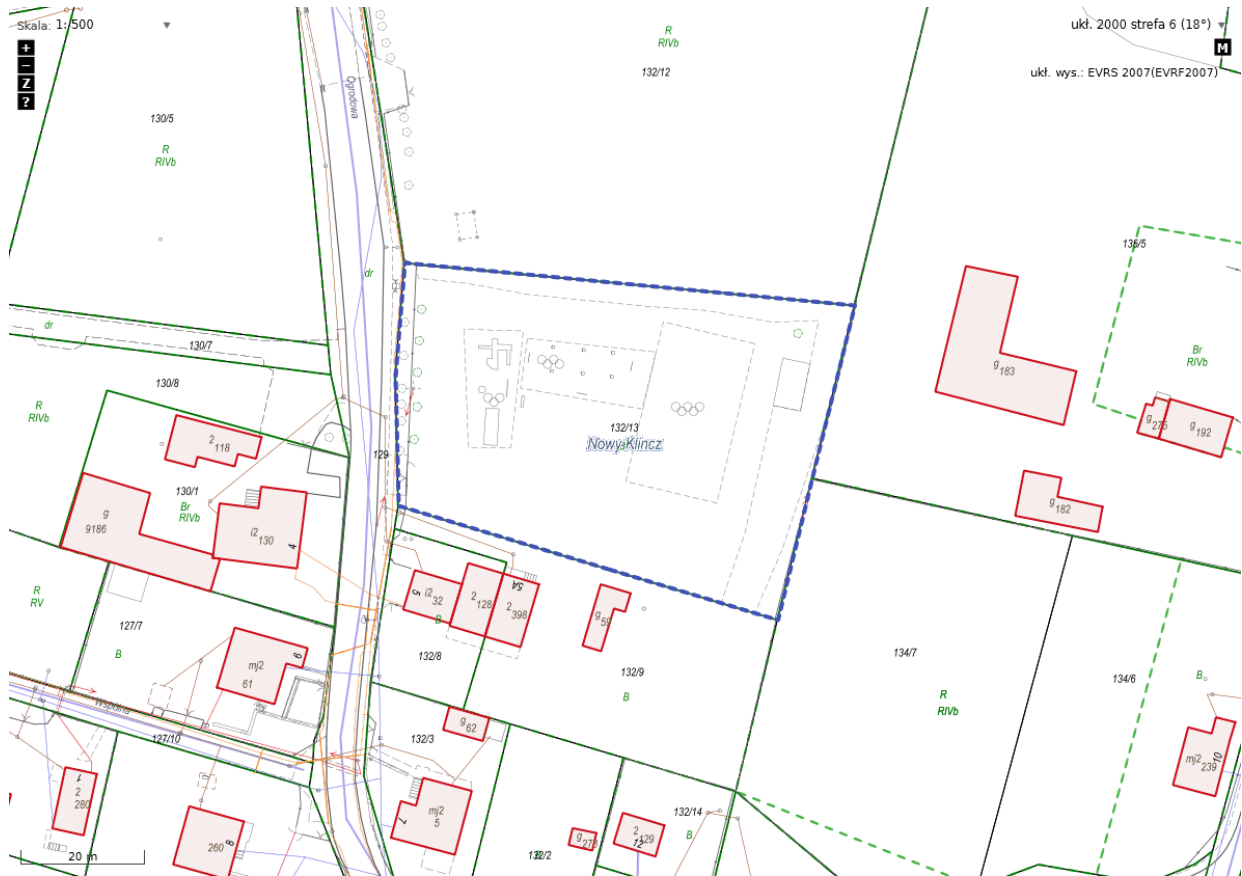 Skala: 1: 500
ukł. 2000 strefa 6 (18°)
ukł. wys.: EVRS 2007(EVRF2007)
+
−
Z
?
M
R
RIVb
132/12
Ogrodowa
130/5
R
RIVb
135/5
dr
dr
130/7
130/8
R
RIVb
g 183
Br
RIVb
g 275
g 192
132/13
Nowy Klincz
129
2 118
130/1
Br
RIVb
g
9186
i2 130
4
g 182
R
RV
127/7
B
5
i2 32
2 128
2 398
5A
B
g 59
132/8
132/9
B
134/7
R
RIVb
134/6
B
mj2
61
6
Wspólna
127/10
g 62
132/3
mj2
5
7
mj2 239
10
1
2
280
260
8
132/14
B
g 273
2 129
12
132/2
B
20 m